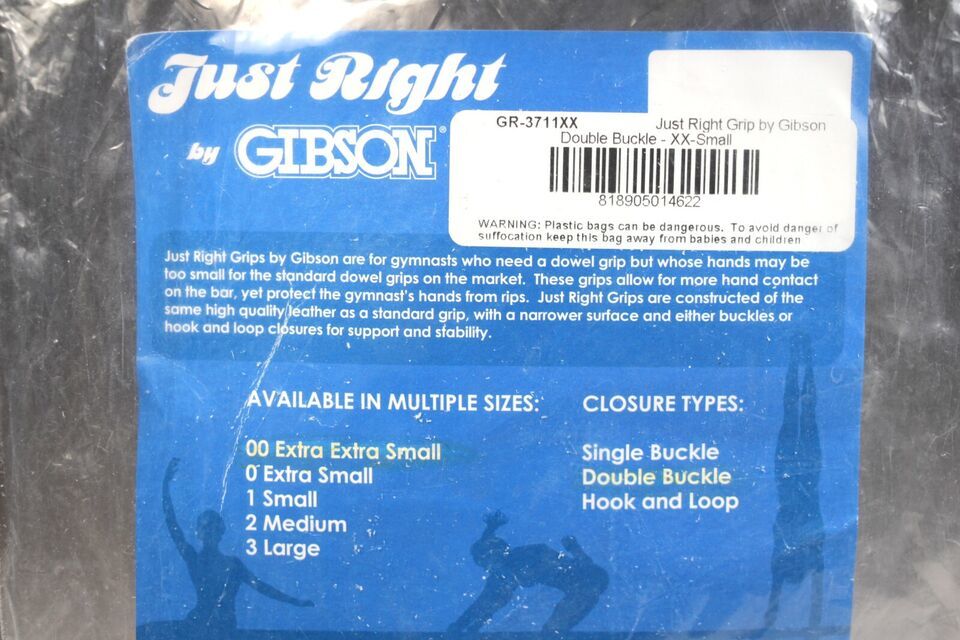 Just Right
by GIBSON®
GR-3711XX Just Right Grip by Gibson
Double Buckle - XX-Small
818905014622
WARNING: Plastic bags can be dangerous. To avoid danger of
suffocation keep this bag away from babies and children
Just Right Grips by Gibson are for gymnasts who need a dowel grip but whose hands may be
too small for the standard dowel grips on the market. These grips allow for more hand contact
on the bar, yet protect the gymnast's hands from rips. Just Right Grips are constructed of the
same high quality leather as a standard grip, with a narrower surface and either buckles or
hook and loop closures for support and stability.
AVAILABLE IN MULTIPLE SIZES:
00 Extra Extra Small
0 Extra Small
1 Small
2 Medium
3 Large
CLOSURE TYPES:
Single Buckle
Double Buckle
Hook and Loop